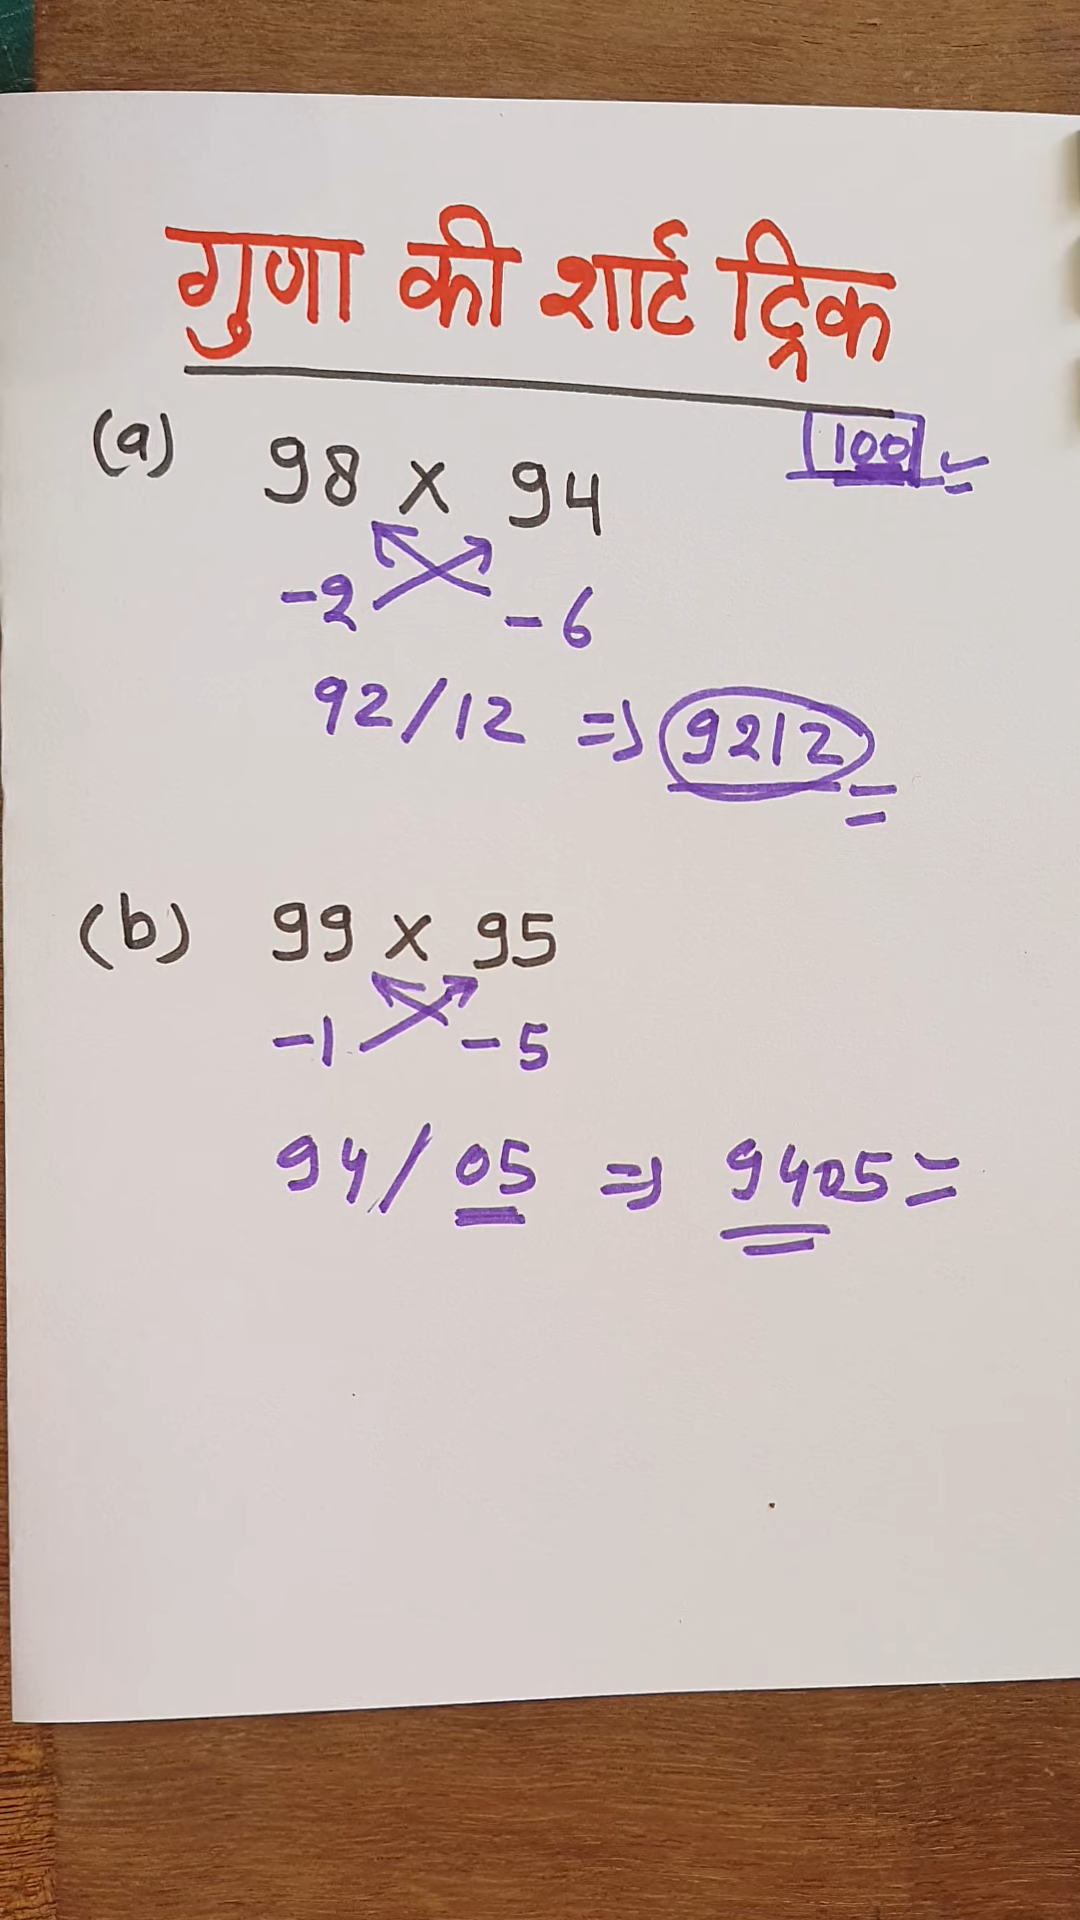 गुणा की शार्ट ट्रिक
100
(a) 98 x 94
-2 -6
92/12 => 9212
(b) 99 x 95
-1 -5
94/05 => 9405=